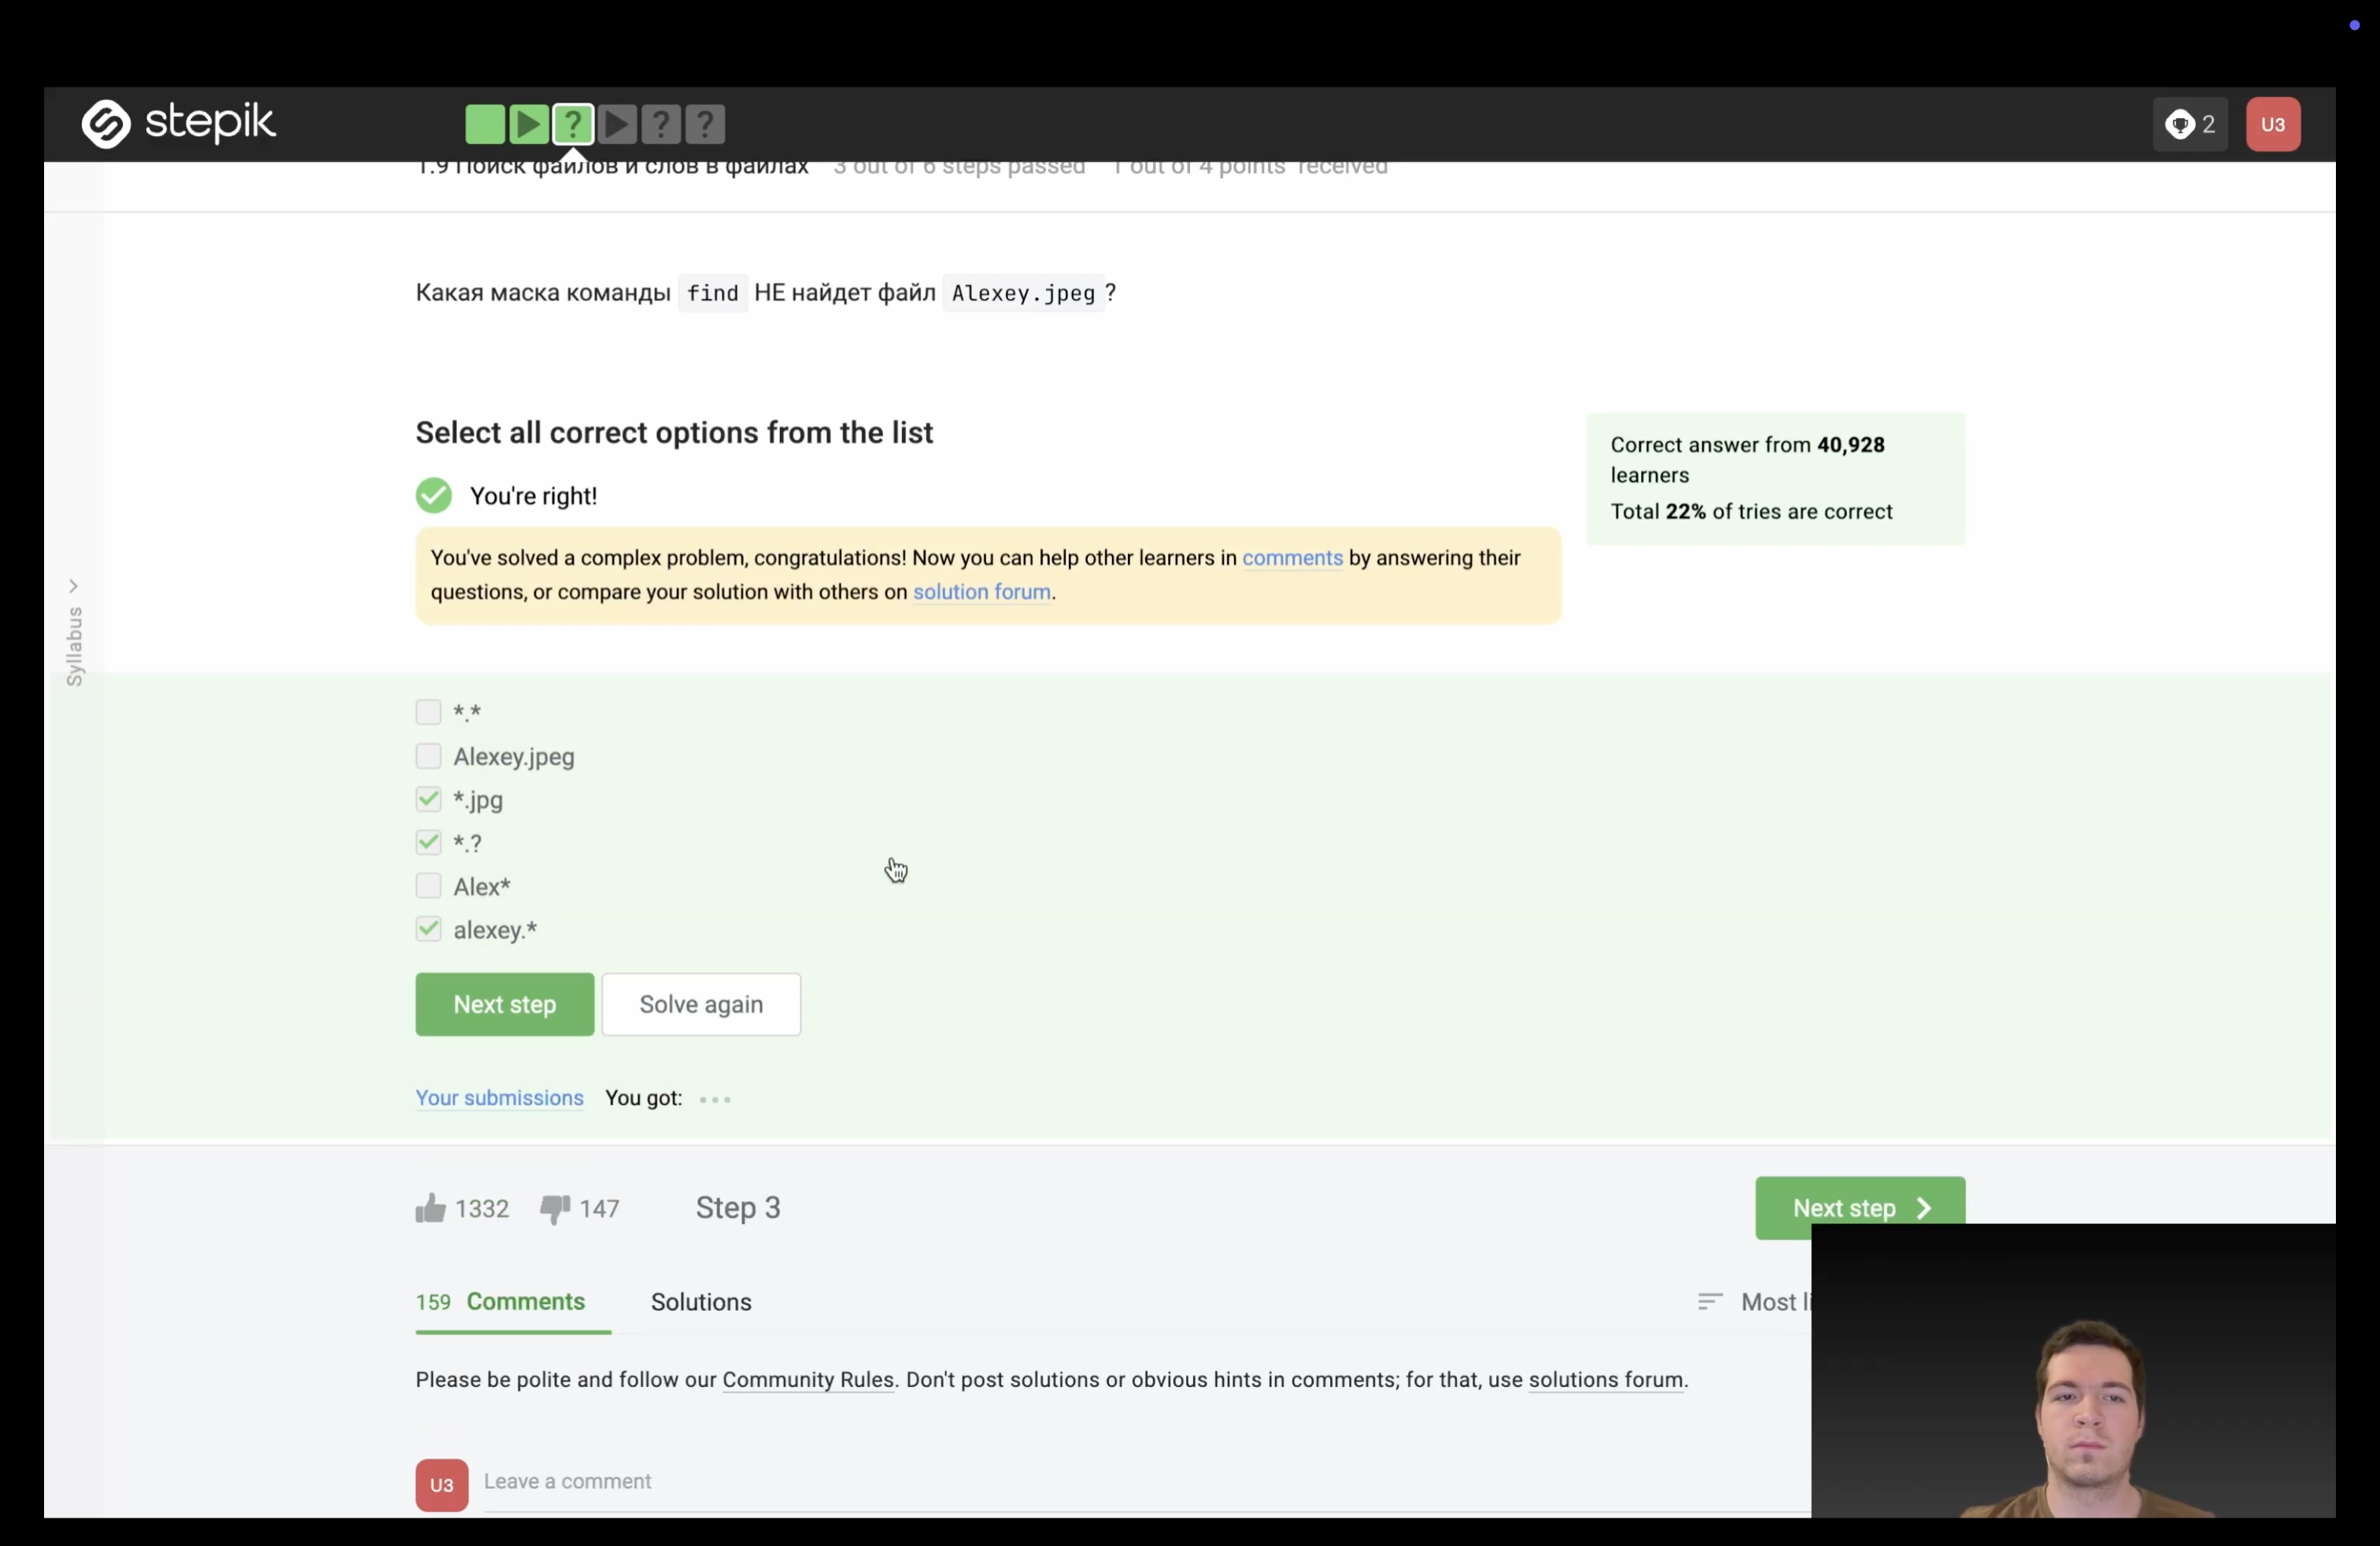 stepik
? ? ?
2
U3
1.9 Поиск файлов и слов в файлах 3 out of 6 steps passed 1 out of 4 points received
Syllabus
Какая маска команды find НЕ найдет файл Alexey.jpeg ?
Select all correct options from the list
You're right!
You've solved a complex problem, congratulations! Now you can help other learners in comments by answering their
questions, or compare your solution with others on solution forum.
Correct answer from 40,928
learners
Total 22% of tries are correct
*.*
Alexey.jpeg
*.jpg
*.?
Alex*
alexey.*
Next step Solve again
Your submissions You got:
1332 147 Step 3 Next step
159 Comments Solutions Most li
Please be polite and follow our Community Rules. Don't post solutions or obvious hints in comments; for that, use solutions forum.
U3 Leave a comment